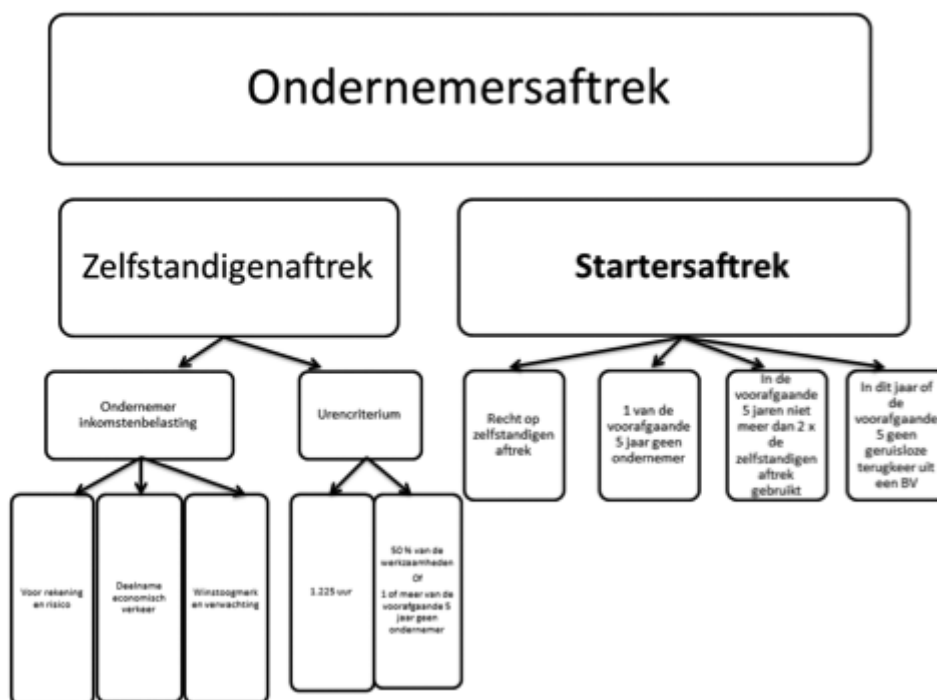 Ondernemersaftrek
Zelfstandigenaftrek
Startersaftrek
Ondernemer
inkomstenbelasting
Urencriterium
Recht op
zelfstandigen
aftrek
1 van de
voorafgaande
5 jaar geen
ondernemer
In de
voorafgaande
5 jaren niet
meer dan 2 x
de
zelfstandigen
aftrek
gebruikt
In dit jaar of
de
voorafgaande
5 geen
geruisloze
terugkeer uit
een BV
Voor rekening
en risico
Deelname
economisch
verkeer
Winstoogmerk
en verwachting
1.225 uur
50 % van de
werkzaamheden
Of
1 of meer van de
voorafgaande 5
jaar geen
ondernemer